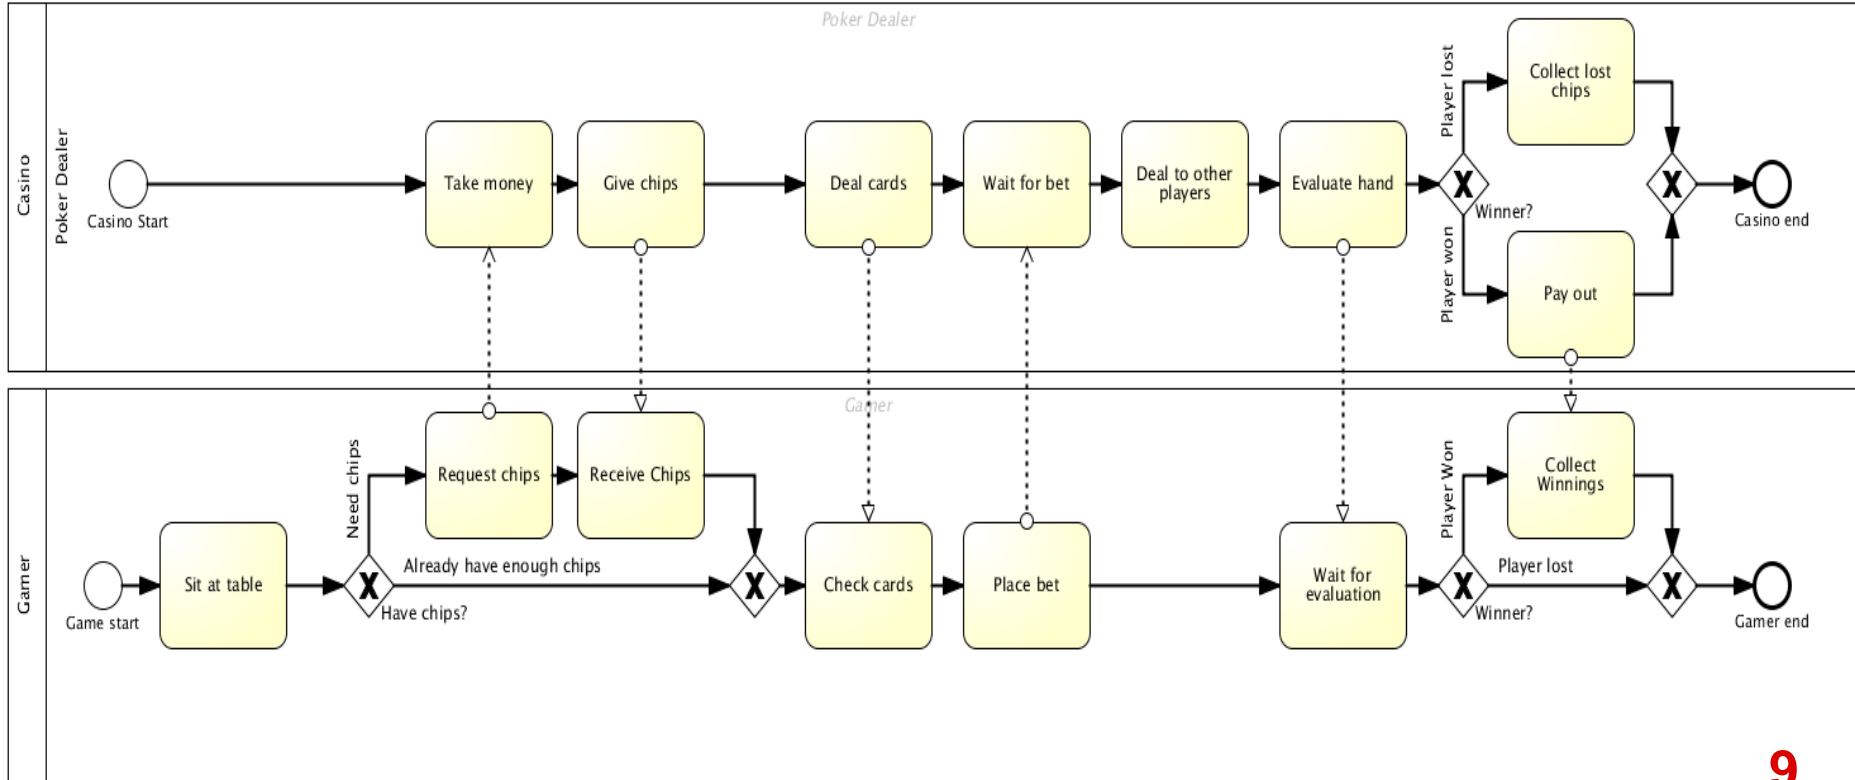 Poker Dealer
Casino
Poker Dealer
Casino Start
Take money
Give chips
Deal cards
Wait for bet
Deal to other
players
Evaluate hand
Winner?
Player lost
Collect lost
chips
Player won
Pay out
Casino end
Gamer
Gamer
Game start
Sit at table
Have chips?
Need chips
Request chips
Receive Chips
Already have enough chips
Check cards
Place bet
Wait for
evaluation
Winner?
Player Won
Collect
Winnings
Player lost
Gamer end
9